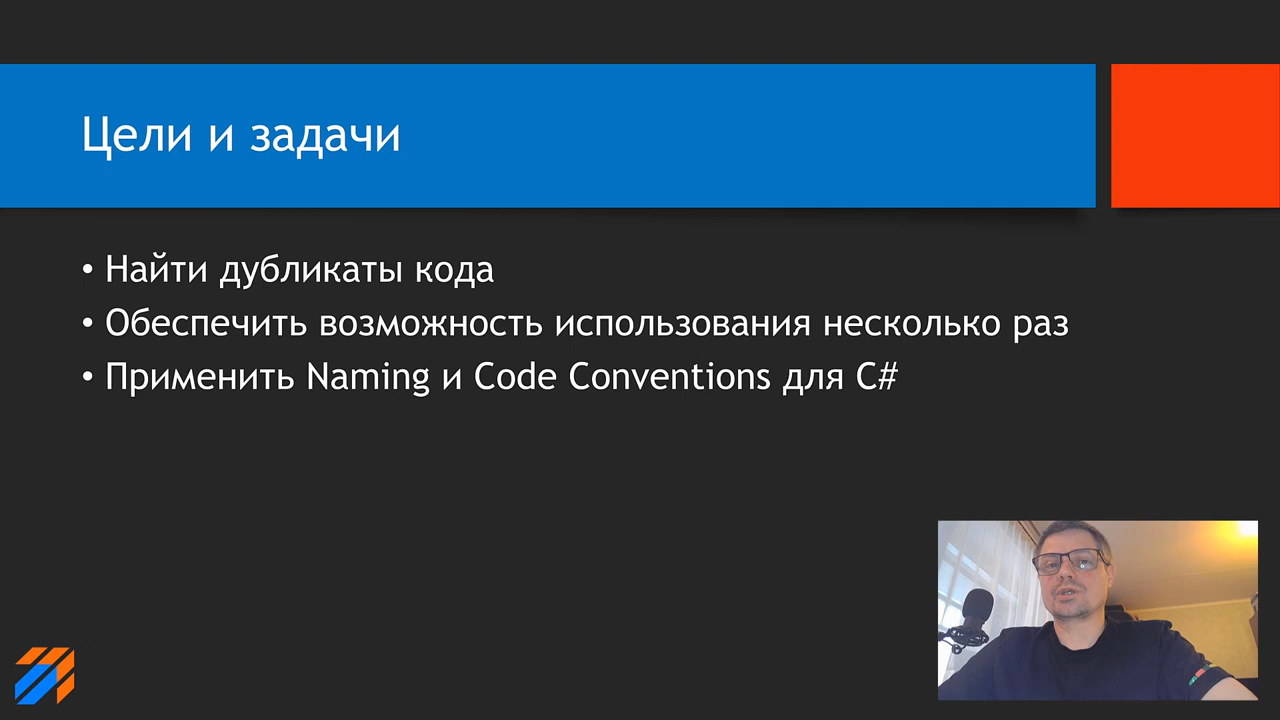 Цели и задачи
• Найти дубликаты кода
• Обеспечить возможность использования несколько раз
• Применить Naming и Code Conventions для C#